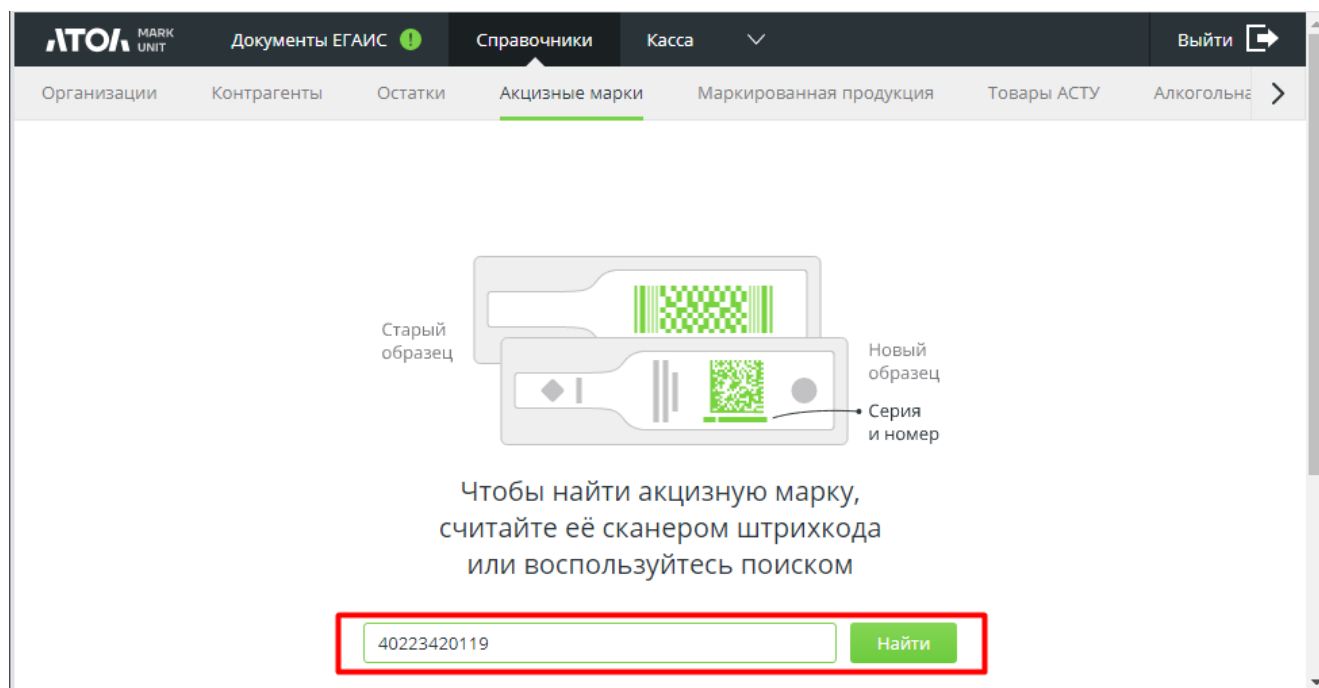 АТОЛ MARK UNIT Документы ЕГАИС ! Справочники Касса Выйти
Организации Контрагенты Остатки Акцизные марки Маркированная продукция Товары АСТУ Алкогольна
Старый
образец
Новый
образец
Серия
и номер
Чтобы найти акцизную марку,
считайте её сканером штрихкода
или воспользуйтесь поиском
40223420119 Найти